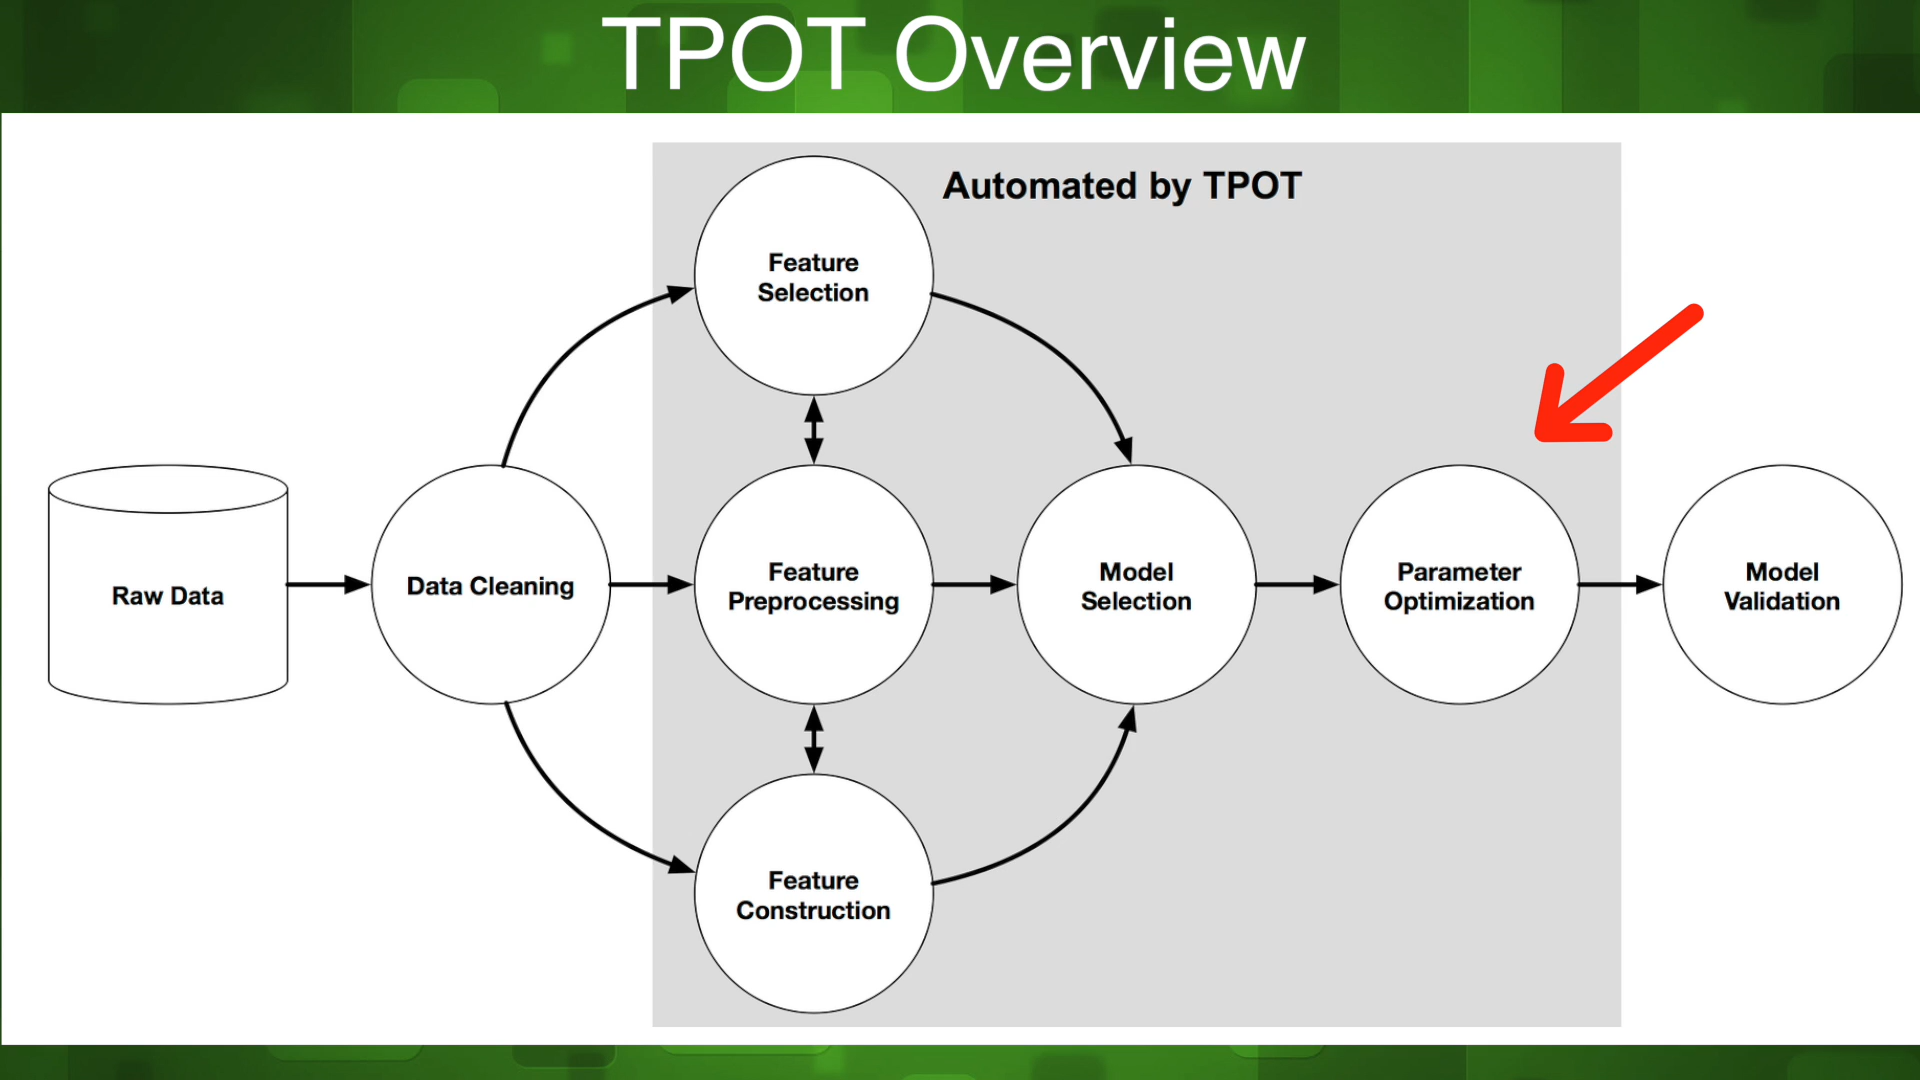 TPOT Overview
Automated by TPOT
Feature
Selection
Raw Data
Data Cleaning
Feature
Preprocessing
Model
Selection
Parameter
Optimization
Model
Validation
Feature
Construction